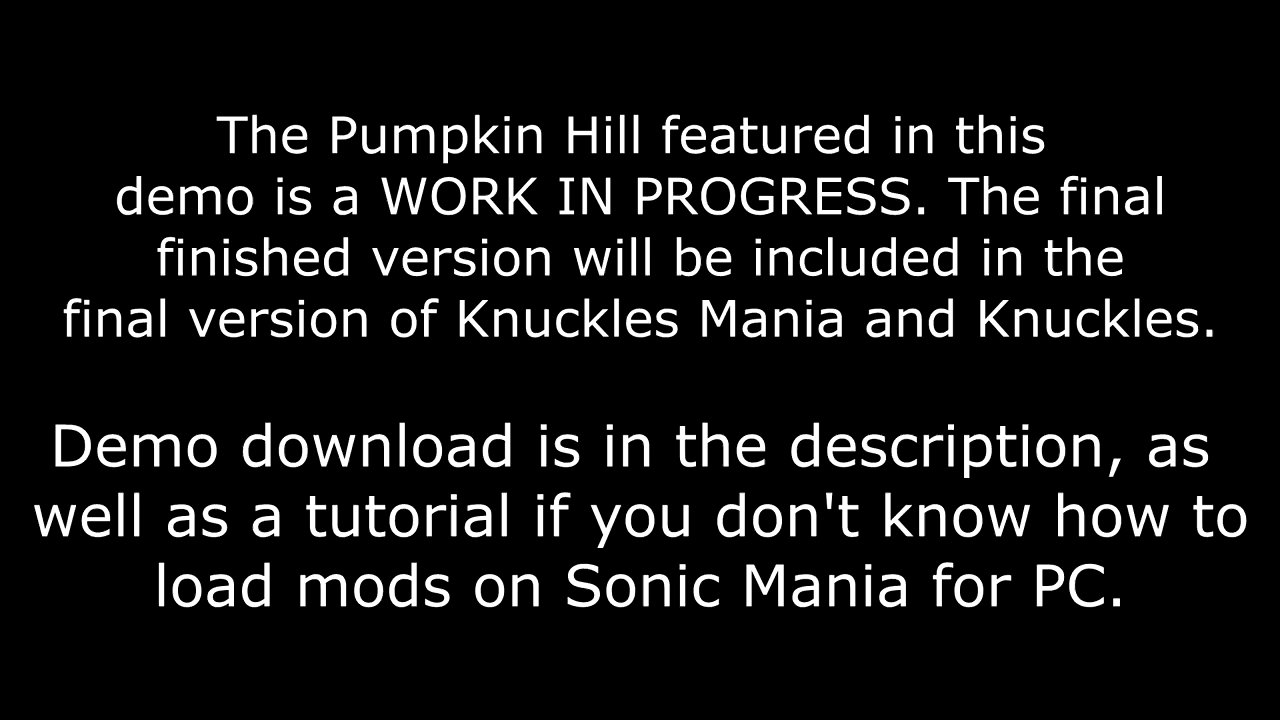 The Pumpkin Hill featured in this
demo is a WORK IN PROGRESS. The final
finished version will be included in the
final version of Knuckles Mania and Knuckles.
Demo download is in the description, as
well as a tutorial if you don't know how to
load mods on Sonic Mania for PC.